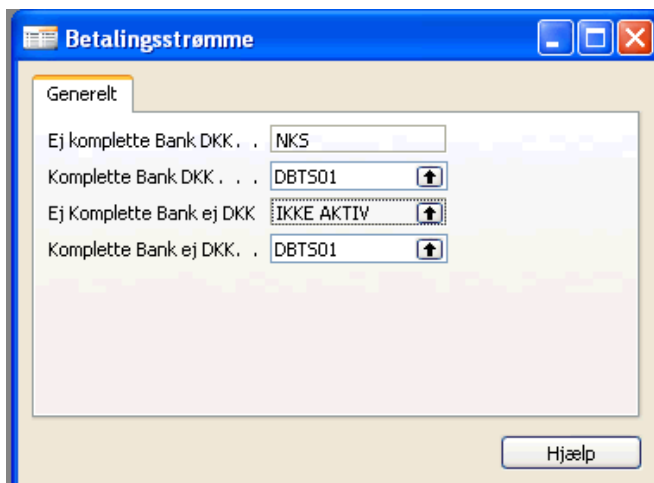 Betalingsstrømme
Generelt
Ej komplette Bank DKK. . NKS
Komplette Bank DKK . . . DBTS01
Ej Komplette Bank ej DKK IKKE AKTIV
Komplette Bank ej DKK. . DBTS01
Hjælp